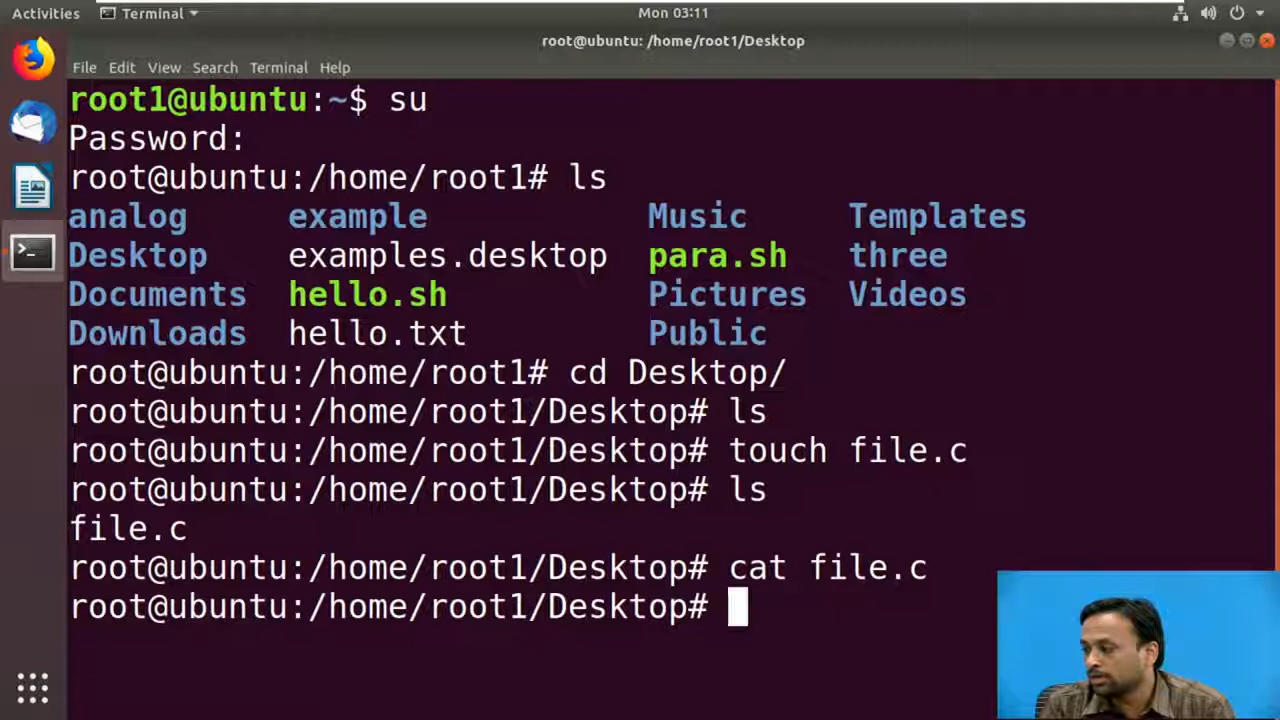 Activities Terminal Mon 03:11
root@ubuntu: /home/root1/Desktop
File Edit View Search Terminal Help
root1@ubuntu:~$ su
Password:
root@ubuntu:/home/root1# ls
analog example Music Templates
Desktop examples.desktop para.sh three
Documents hello.sh Pictures Videos
Downloads hello.txt Public
root@ubuntu:/home/root1# cd Desktop/
root@ubuntu:/home/root1/Desktop# ls
root@ubuntu:/home/root1/Desktop# touch file.c
root@ubuntu:/home/root1/Desktop# ls
file.c
root@ubuntu:/home/root1/Desktop# cat file.c
root@ubuntu:/home/root1/Desktop#